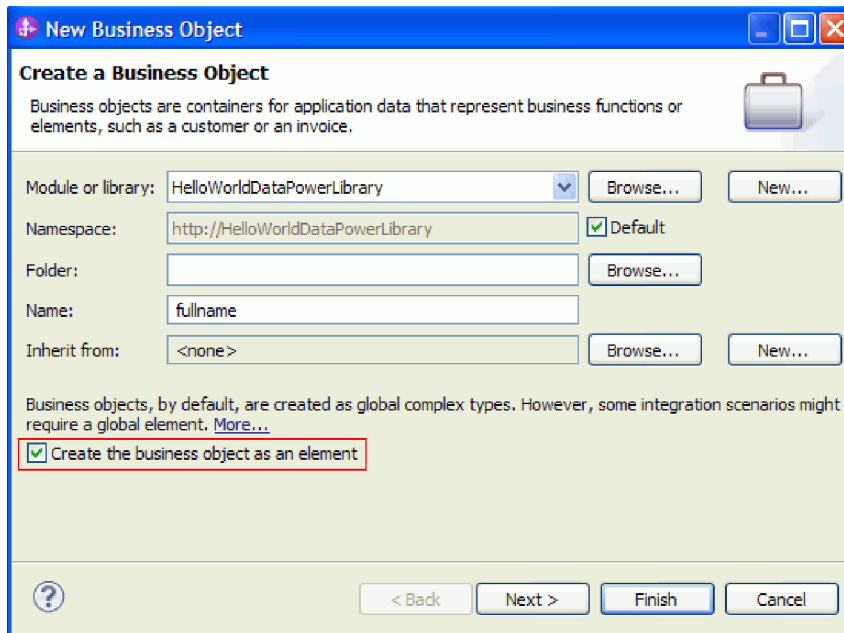 New Business Object
Create a Business Object
Business objects are containers for application data that represent business functions or
elements, such as a customer or an invoice.
Module or library: HelloWorldDataPowerLibrary Browse... New...
Namespace: http://HelloWorldDataPowerLibrary Default
Folder: Browse...
Name: fullname
Inherit from: <none> Browse... New...
Business objects, by default, are created as global complex types. However, some integration scenarios might
require a global element. More...
Create the business object as an element
? < Back Next > Finish Cancel